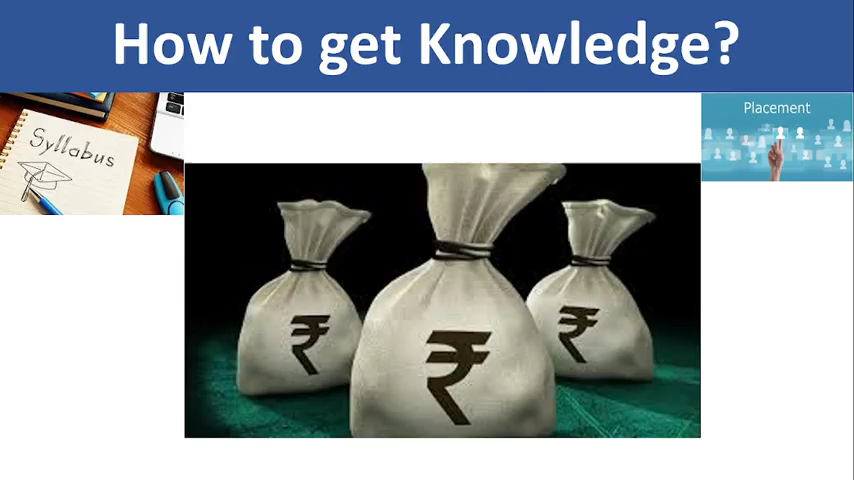 How to get Knowledge?
Syllabus
Placement
₹
₹
₹